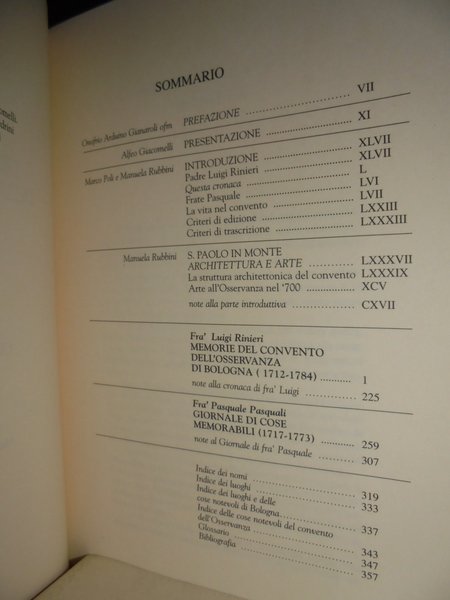 omelli,
drini
SOMMARIO
Onofrio Arduino Gianaroli ofm PREFAZIONE VII
Alfeo Giacomelli PRESENTAZIONE XI
Marco Poli e Manuela Rubbini INTRODUZIONE XLVII
Padre Luigi Rinieri XLVII
Questa cronaca L
Frate Pasquale LVI
La vita nel convento LVII
Criteri di edizione LXXIII
Criteri di trascrizione LXXXIII
Manuela Rubbini S. PAOLO IN MONTE
ARCHITETTURA E ARTE LXXXVII
La struttura architettonica del convento LXXXIX
Arte all'Osservanza nel '700 XCV
note alla parte introduttiva CXVII
Fra' Luigi Rinieri
MEMORIE DEL CONVENTO
DELL'OSSERVANZA
DI BOLOGNA ( 1712-1784) 1
note alla cronaca di fra' Luigi 225
Fra' Pasquale Pasquali
GIORNALE DI COSE
MEMORABILI (1717-1773) 259
note al Giornale di fra' Pasquale 307
Indice dei nomi 319
Indice dei luoghi 333
Indice dei luoghi e delle
cose notevoli di Bologna 337
Indice delle cose notevoli del convento
dell'Osservanza 343
Glossario 347
Bibliografia 357